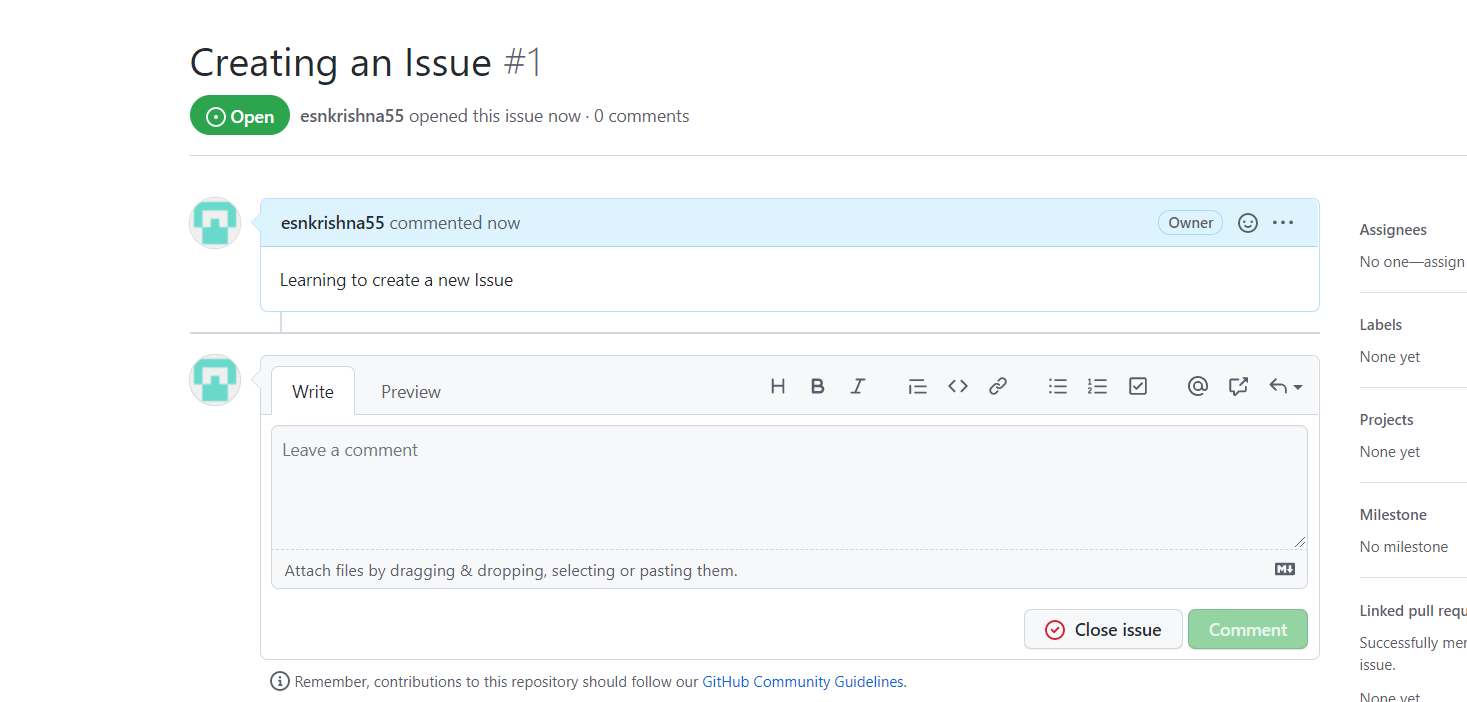 Creating an Issue #1
Open
esnkrishna55 opened this issue now · 0 comments
esnkrishna55 commented now
Owner
Learning to create a new Issue
Write
Preview
H B I
Leave a comment
Attach files by dragging & dropping, selecting or pasting them.
Close issue
Comment
Remember, contributions to this repository should follow our GitHub Community Guidelines.
Assignees
No one—assign
Labels
None yet
Projects
None yet
Milestone
No milestone
Linked pull requ
Successfully mer
issue.
None yet